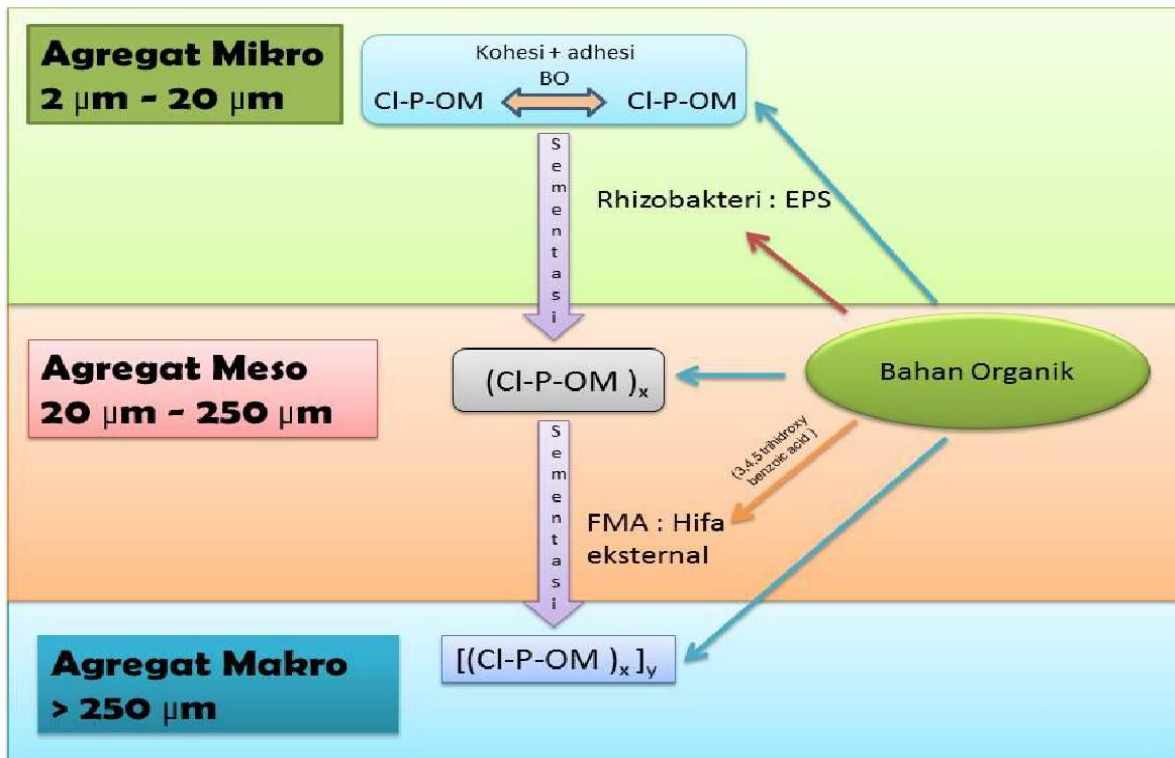 Agregat Mikro
2 µm - 20 µm
Kohesi + adhesi
BO
Cl-P-OM
Cl-P-OM
Sementasi
Rhizobakteri : EPS
Agregat Meso
20 µm - 250 µm
(Cl-P-OM )x
Bahan Organik
Sementasi
(3,4,5 trihidroxy
benzoic acid )
FMA : Hifa
eksternal
Agregat Makro
> 250 µm
[(Cl-P-OM )x ]y